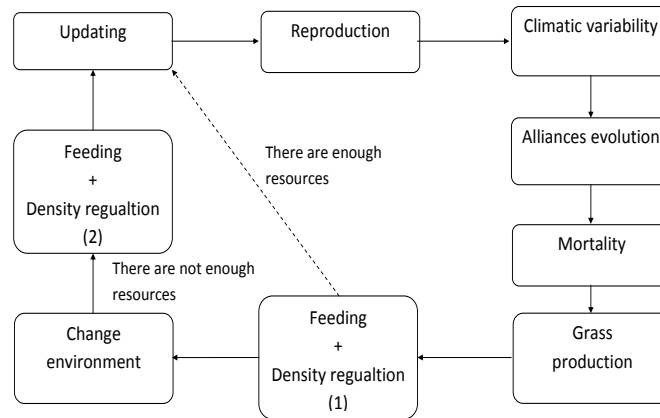 Updating
Reproduction
Climatic variability
Alliances evolution
Mortality
Grass
production
Feeding
+
Density regualtion
(1)
There are enough
resources
Change
environment
There are not enough
resources
Feeding
+
Density regualtion
(2)